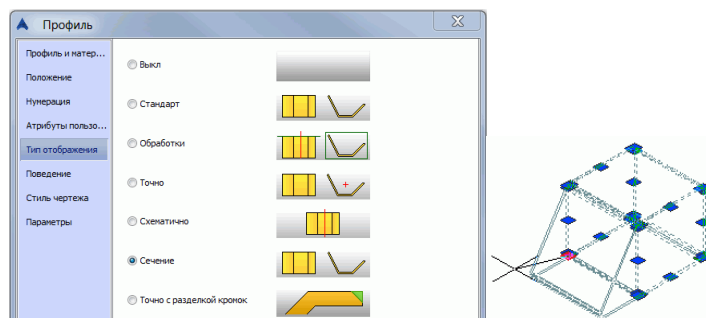 Профиль
Профиль и матер...
Положение
Нумерация
Атрибуты пользо...
Тип отображения
Поведение
Стиль чертежа
Параметры
Выкл
Стандарт
Обработки
Точно
Схематично
Сечение
Точно с разделкой кромок